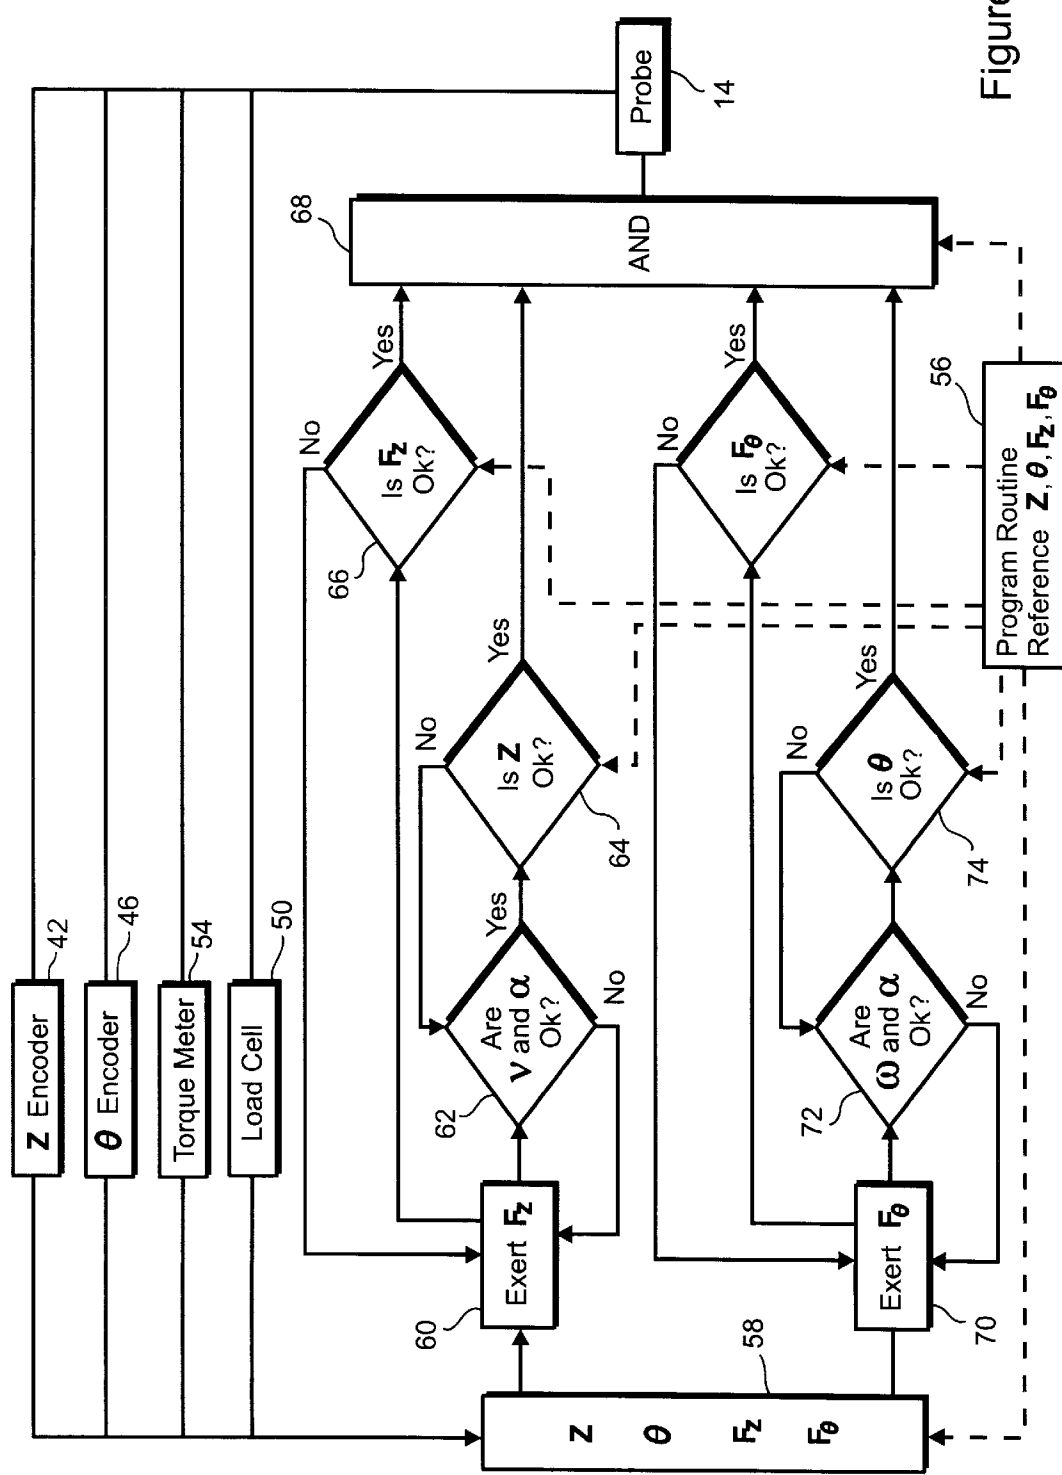 Z Encoder
42
θ Encoder
46
Torque Meter
54
Load Cell
50
Z
θ
Fz
Fθ
58
Exert Fz
60
Are
ν and α
Ok?
62
Yes
No
Is Z
Ok?
64
Yes
No
Is Fz
Ok?
66
Yes
No
Exert Fθ
70
Are
ω and α
Ok?
72
No
Is θ
Ok?
74
Yes
No
Is Fθ
Ok?
Yes
No
AND
68
Probe
14
Program Routine
Reference Z, θ, Fz, Fθ
56
Figure